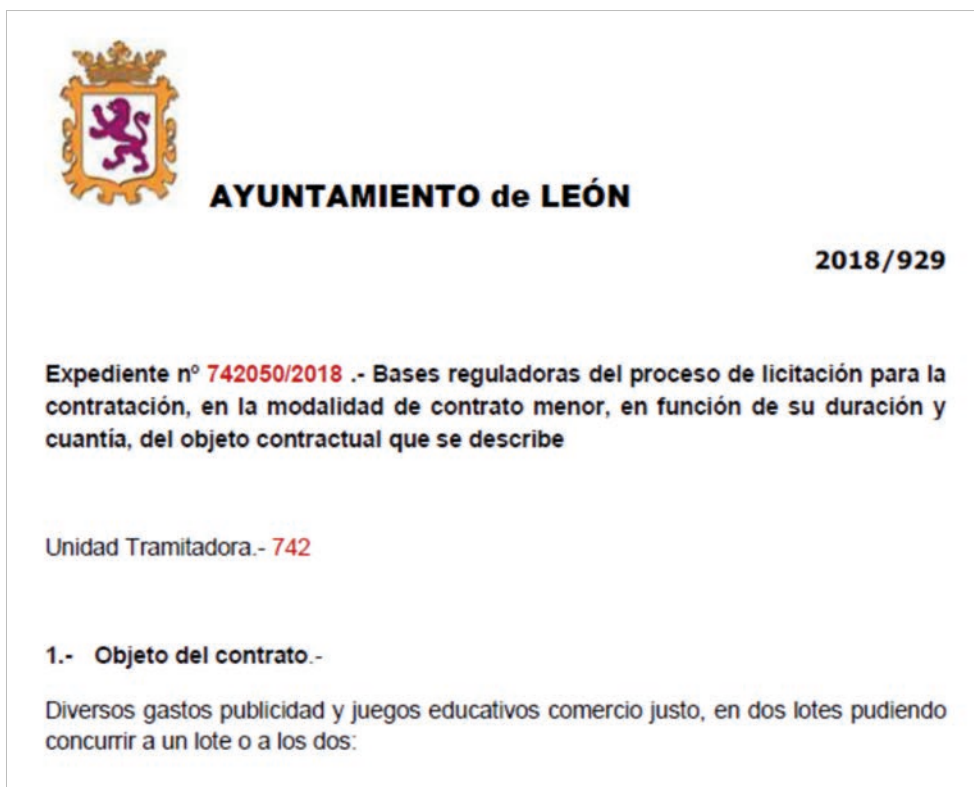 AYUNTAMIENTO de LEÓN
2018/929
Expediente nº 742050/2018 .- Bases reguladoras del proceso de licitación para la
contratación, en la modalidad de contrato menor, en función de su duración y
cuantía, del objeto contractual que se describe
Unidad Tramitadora.- 742
1.- Objeto del contrato.-
Diversos gastos publicidad y juegos educativos comercio justo, en dos lotes pudiendo
concurrir a un lote o a los dos: